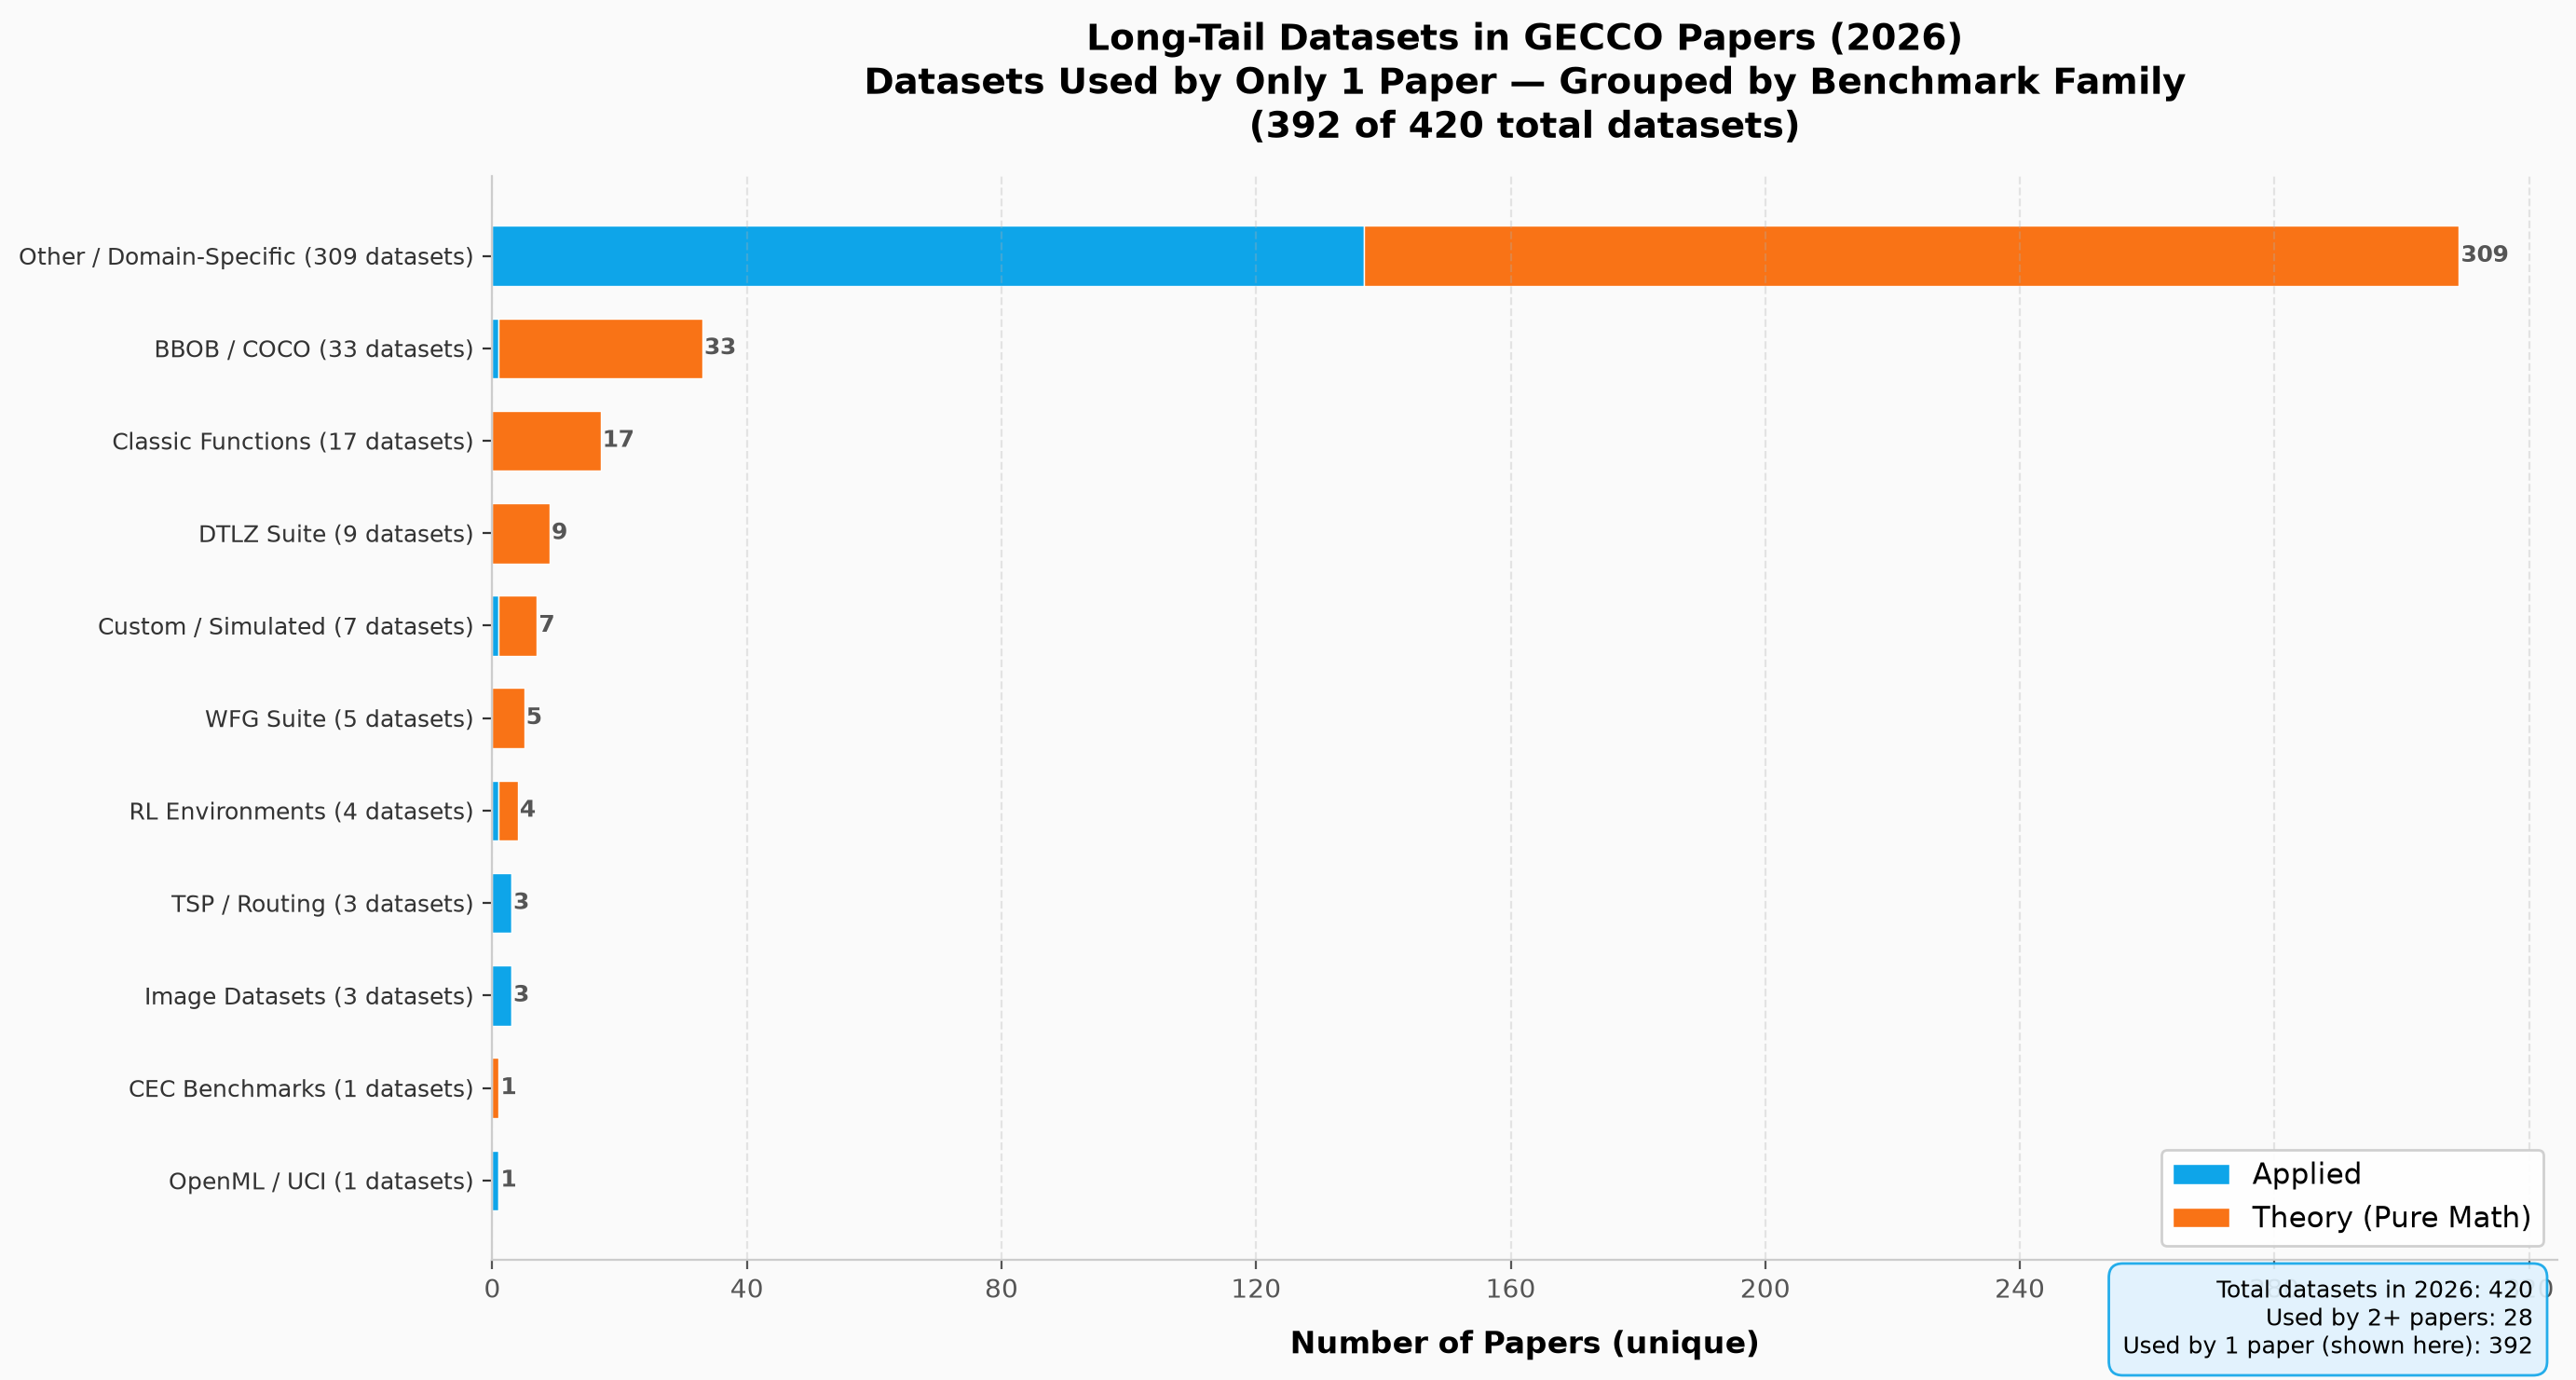 Long-Tail Datasets in GECCO Papers (2026)
Datasets Used by Only 1 Paper — Grouped by Benchmark Family
(392 of 420 total datasets)
Other / Domain-Specific (309 datasets)
309
BBOB / COCO (33 datasets)
33
Classic Functions (17 datasets)
17
DTLZ Suite (9 datasets)
9
Custom / Simulated (7 datasets)
7
WFG Suite (5 datasets)
5
RL Environments (4 datasets)
4
TSP / Routing (3 datasets)
3
Image Datasets (3 datasets)
3
CEC Benchmarks (1 datasets)
1
OpenML / UCI (1 datasets)
1
Applied
Theory (Pure Math)
0 40 80 120 160 200 240
Number of Papers (unique)
Total datasets in 2026: 420
Used by 2+ papers: 28
Used by 1 paper (shown here): 392